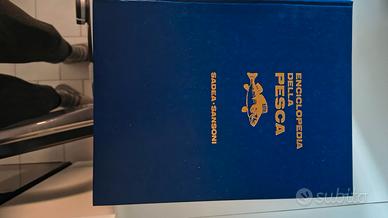 ENCICLOPEDIA
DELLA
PESCA
SADEA · SANSONI
subito